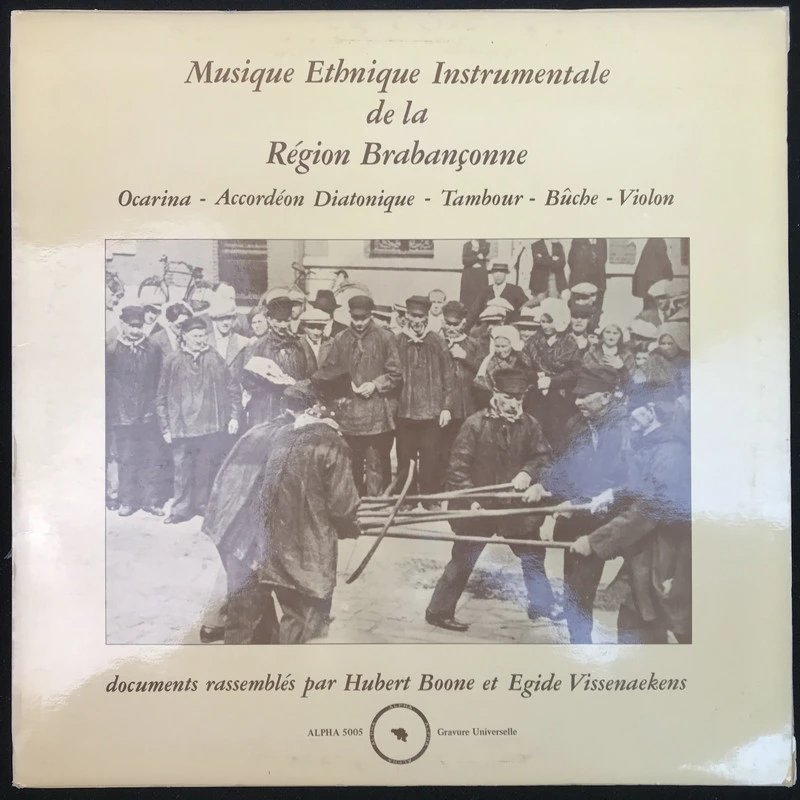 Musique Ethnique Instrumentale
de la
Région Brabançonne
Ocarina - Accordéon Diatonique - Tambour - Bûche - Violon
documents rassemblés par Hubert Boone et Egide Vissenaekens
ALPHA 5005
ALPHA
Gravure Universelle